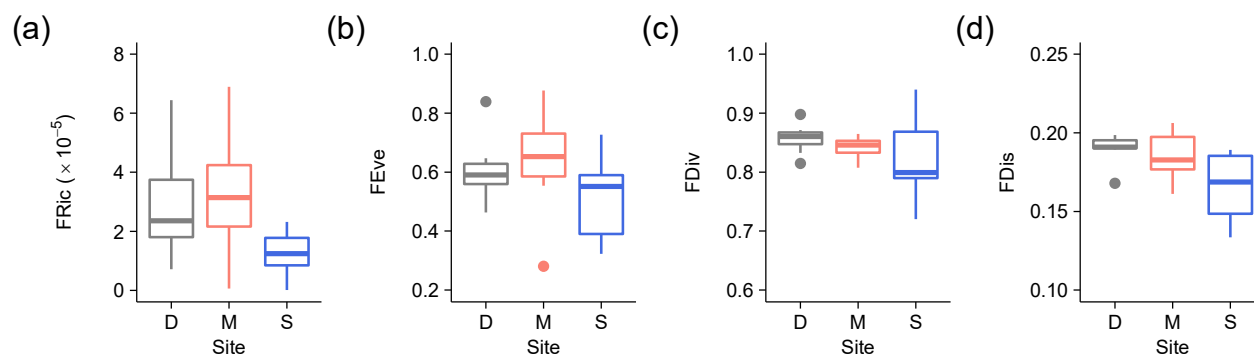 (a)
FRic ( × 10⁻⁵)
8
6
4
2
0
D M S
Site
(b)
FEve
1.0
0.8
0.6
0.4
0.2
D M S
Site
(c)
FDiv
1.0
0.9
0.8
0.7
0.6
D M S
Site
(d)
FDis
0.25
0.20
0.15
0.10
D M S
Site